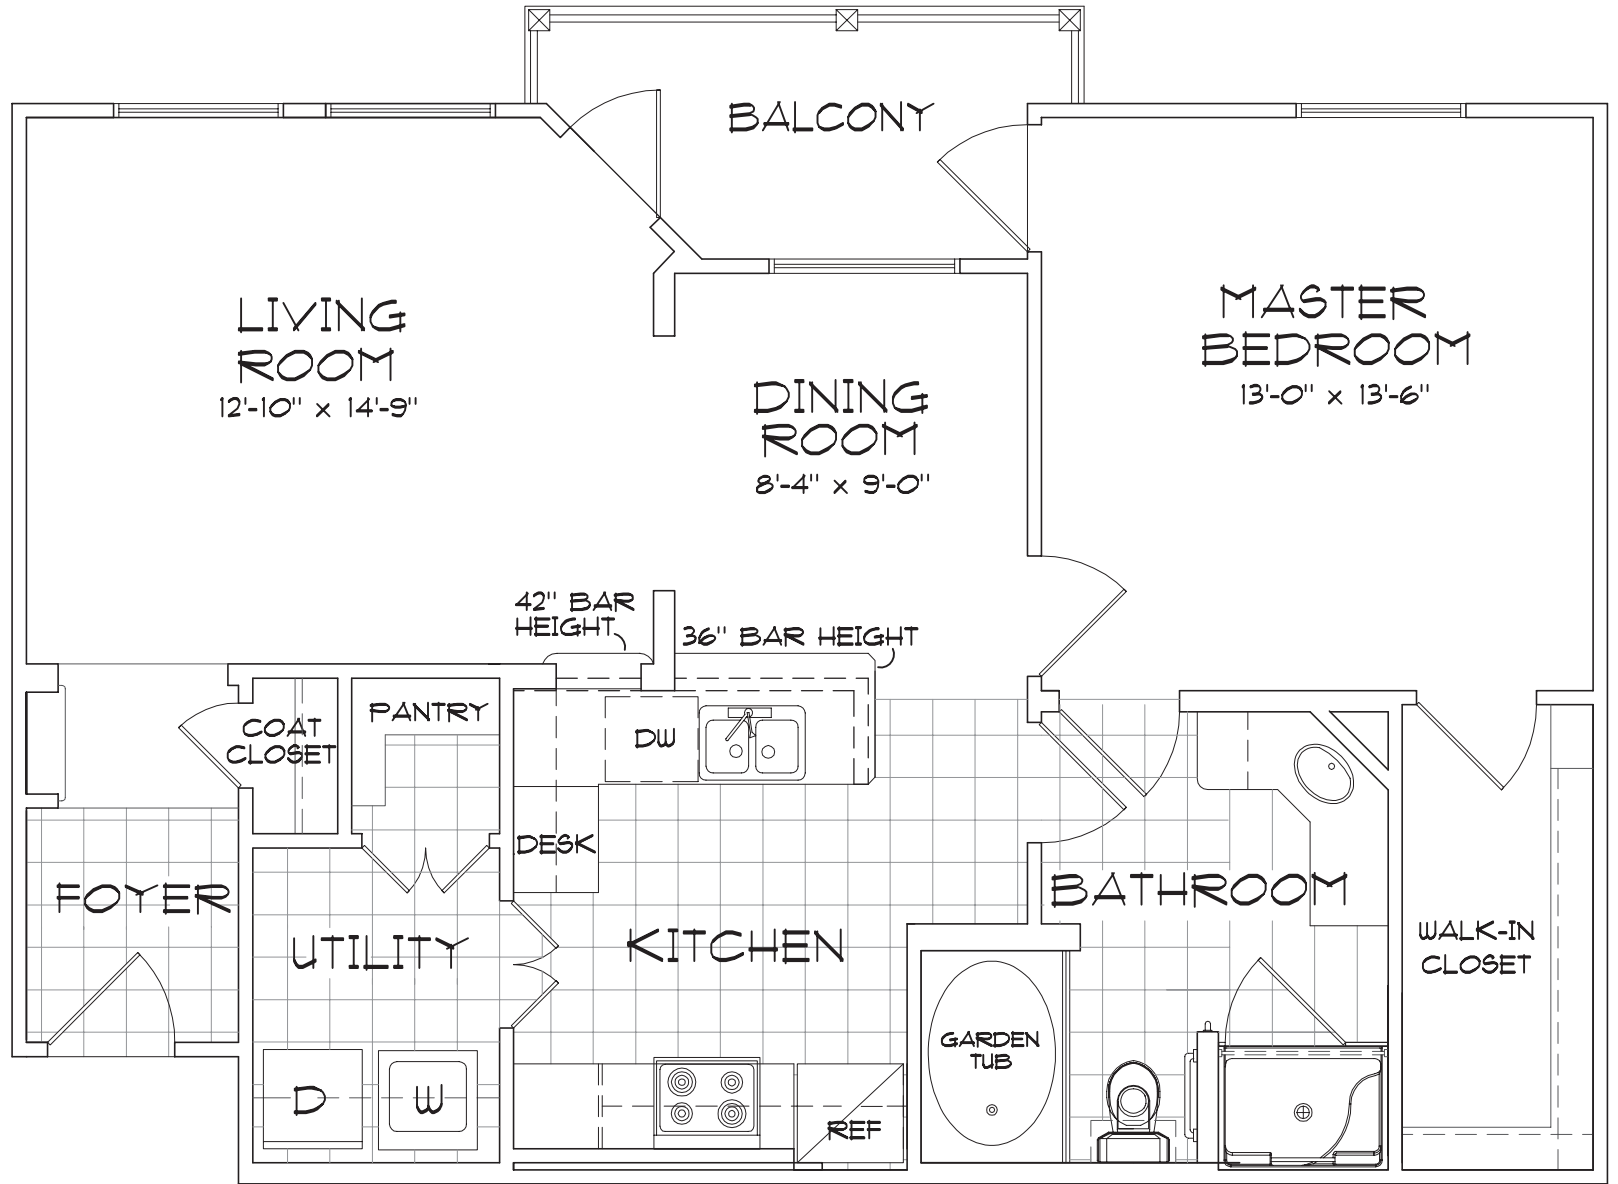 BALCONY
LIVING
ROOM
12'-10" x 14'-9"
MASTER
BEDROOM
13'-0" x 13'-6"
DINING
ROOM
8'-4" x 9'-0"
42" BAR
HEIGHT
36" BAR HEIGHT
PANTRY
COAT
CLOSET
DW
DESK
FOYER
UTILITY
KITCHEN
BATHROOM
WALK-IN
CLOSET
GARDEN
TUB
D
W
REF